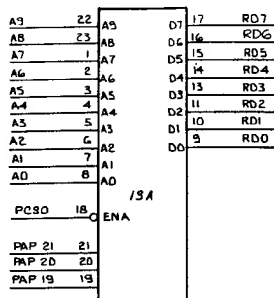 A9 22 A9 D7 17 RD7
A8 23 A8 D6 16 RD6
A7 1 A7 D5 15 RD5
A6 2 A6 D4 14 RD4
A5 3 A5 D3 13 RD3
A4 4 A4 D2 11 RD2
A3 5 A3 D1 10 RD1
A2 6 A2 D0 9 RD0
A1 7 A1
A0 8 A0
19A
PCS0 18 ENA
PAP 21 21
PAP 20 20
PAP 19 19